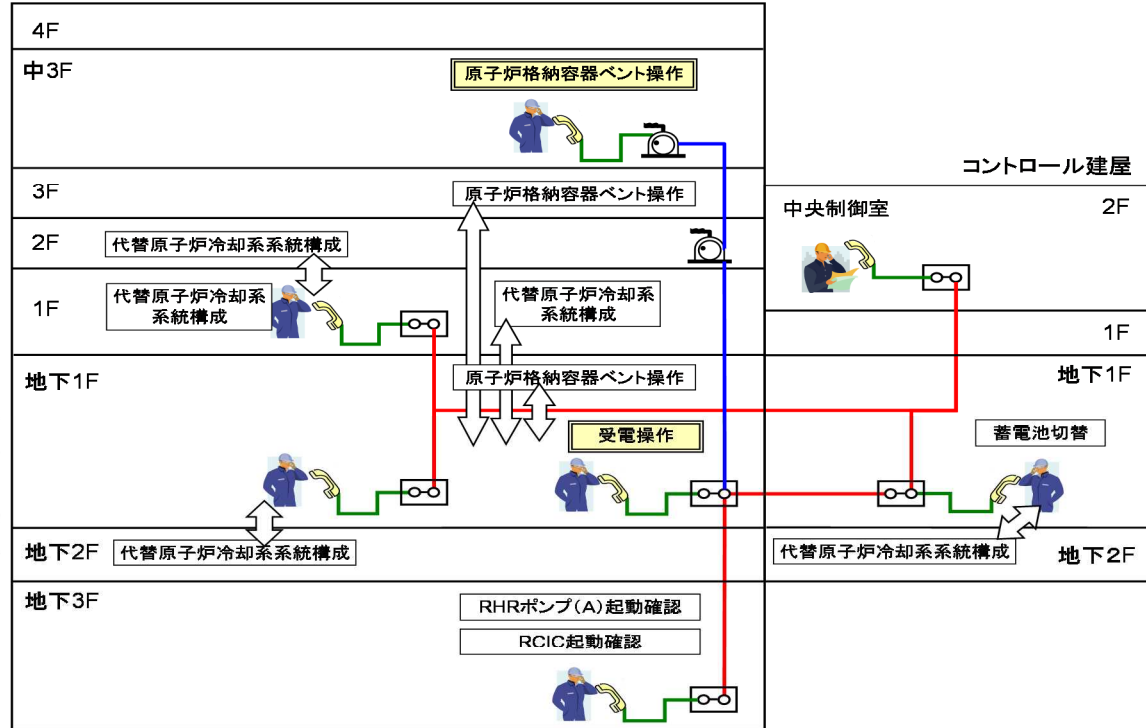 4F
中3F
原子炉格納容器ベント操作
コントロール建屋
3F
原子炉格納容器ベント操作
中央制御室
2F
2F
代替原子炉冷却系系統構成
1F
代替原子炉冷却系
系統構成
代替原子炉冷却系
系統構成
1F
地下1F
原子炉格納容器ベント操作
地下1F
受電操作
蓄電池切替
地下2F
代替原子炉冷却系系統構成
代替原子炉冷却系系統構成
地下2F
地下3F
RHRポンプ(A)起動確認
RCIC起動確認